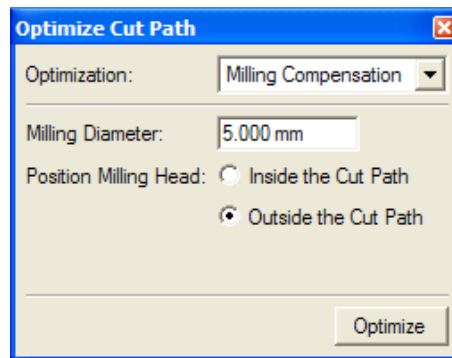 Optimize Cut Path
Optimization: Milling Compensation
Milling Diameter: 5.000 mm
Position Milling Head: Inside the Cut Path
Outside the Cut Path
Optimize